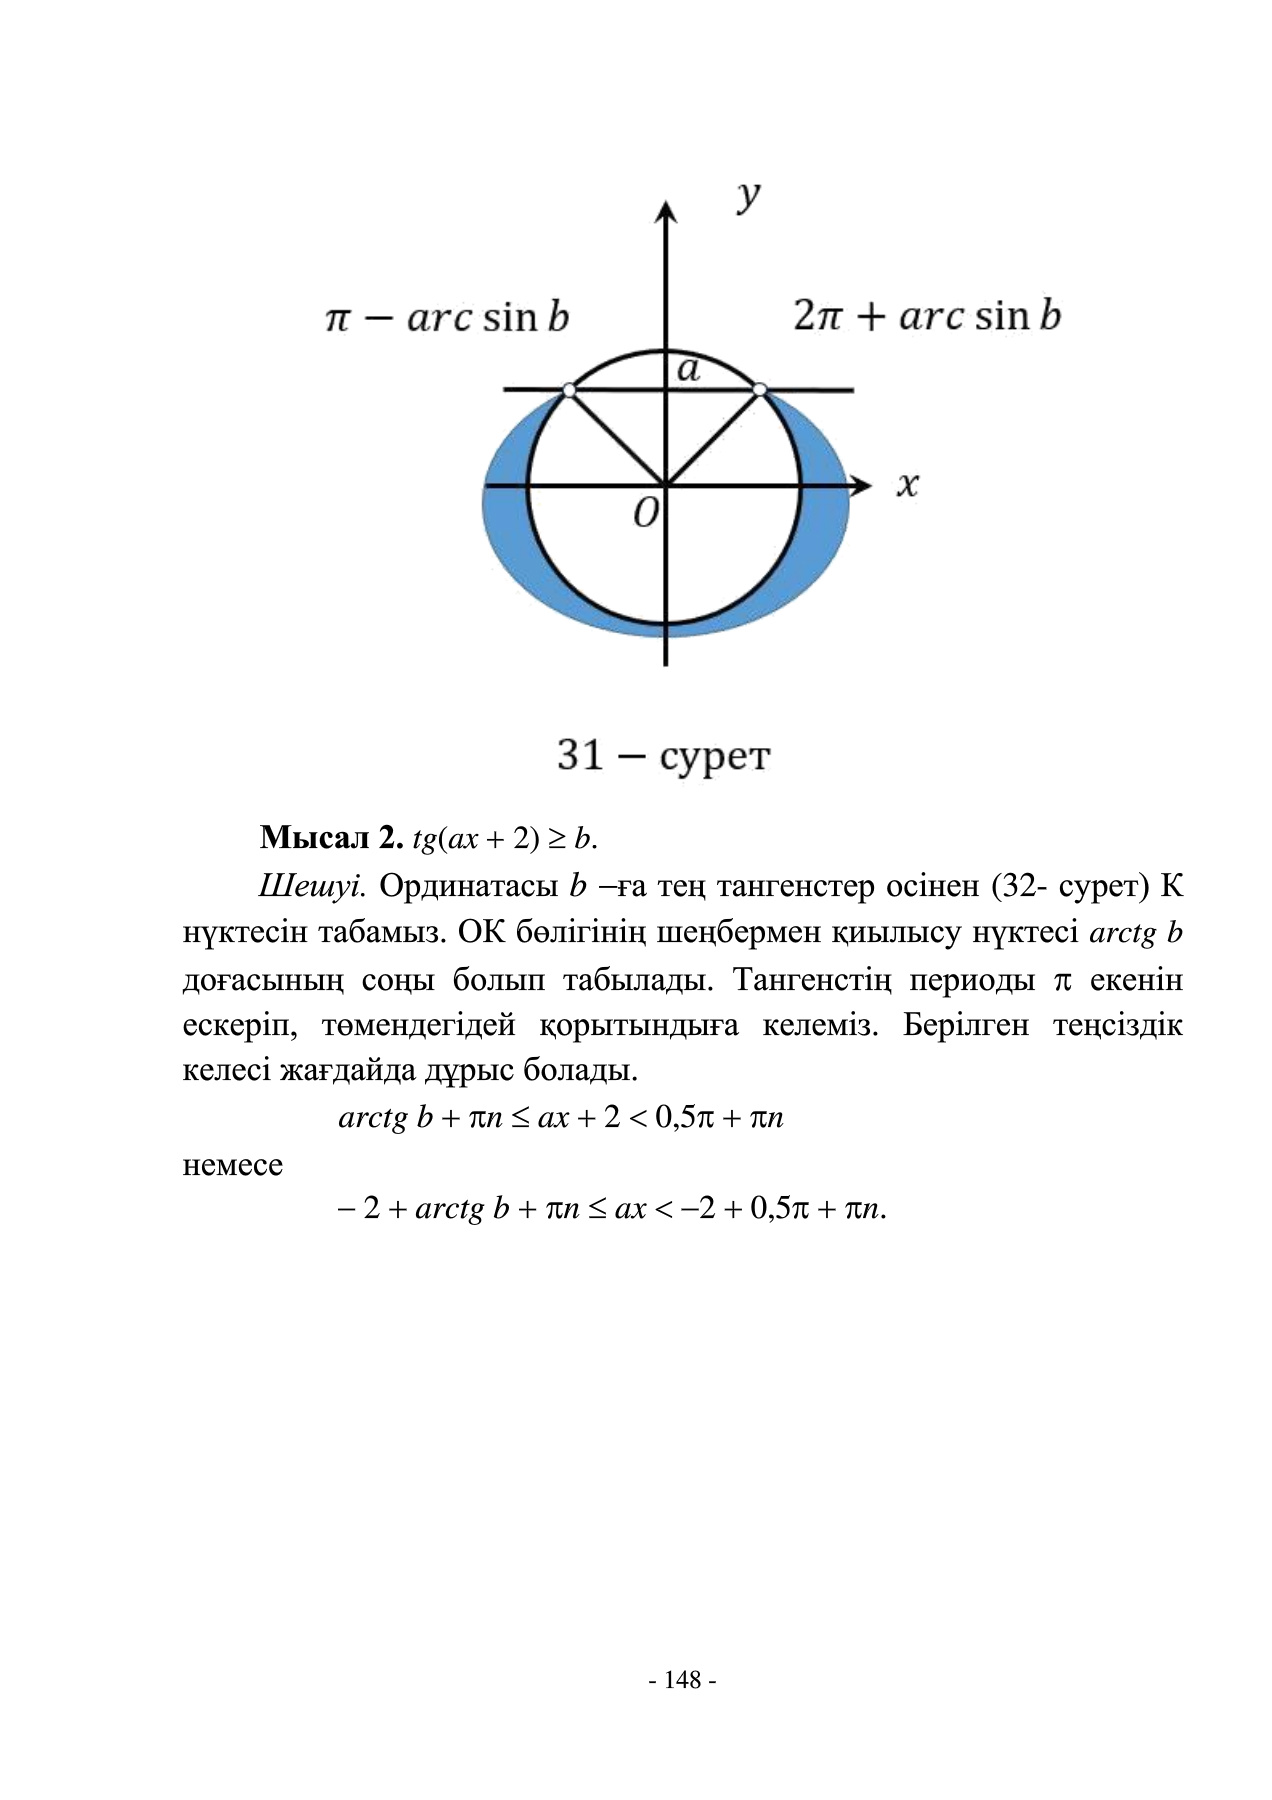 y
π − arc sin b
2π + arc sin b
a
x
O
31 − сурет
Мысал 2. tg(ax + 2) ≥ b.
Шешуі. Ординатасы b –ға тең тангенстер осінен (32- сурет) К
нүктесін табамыз. ОК бөлігінің шеңбермен қиылысу нүктесі arctg b
доғасының соңы болып табылады. Тангенстің периоды π екенін
ескеріп, төмендегідей қорытындыға келеміз. Берілген теңсіздік
келесі жағдайда дұрыс болады.
arctg b + πn ≤ ax + 2 < 0,5π + πn
немесе
− 2 + arctg b + πn ≤ ax < −2 + 0,5π + πn.
- 148 -